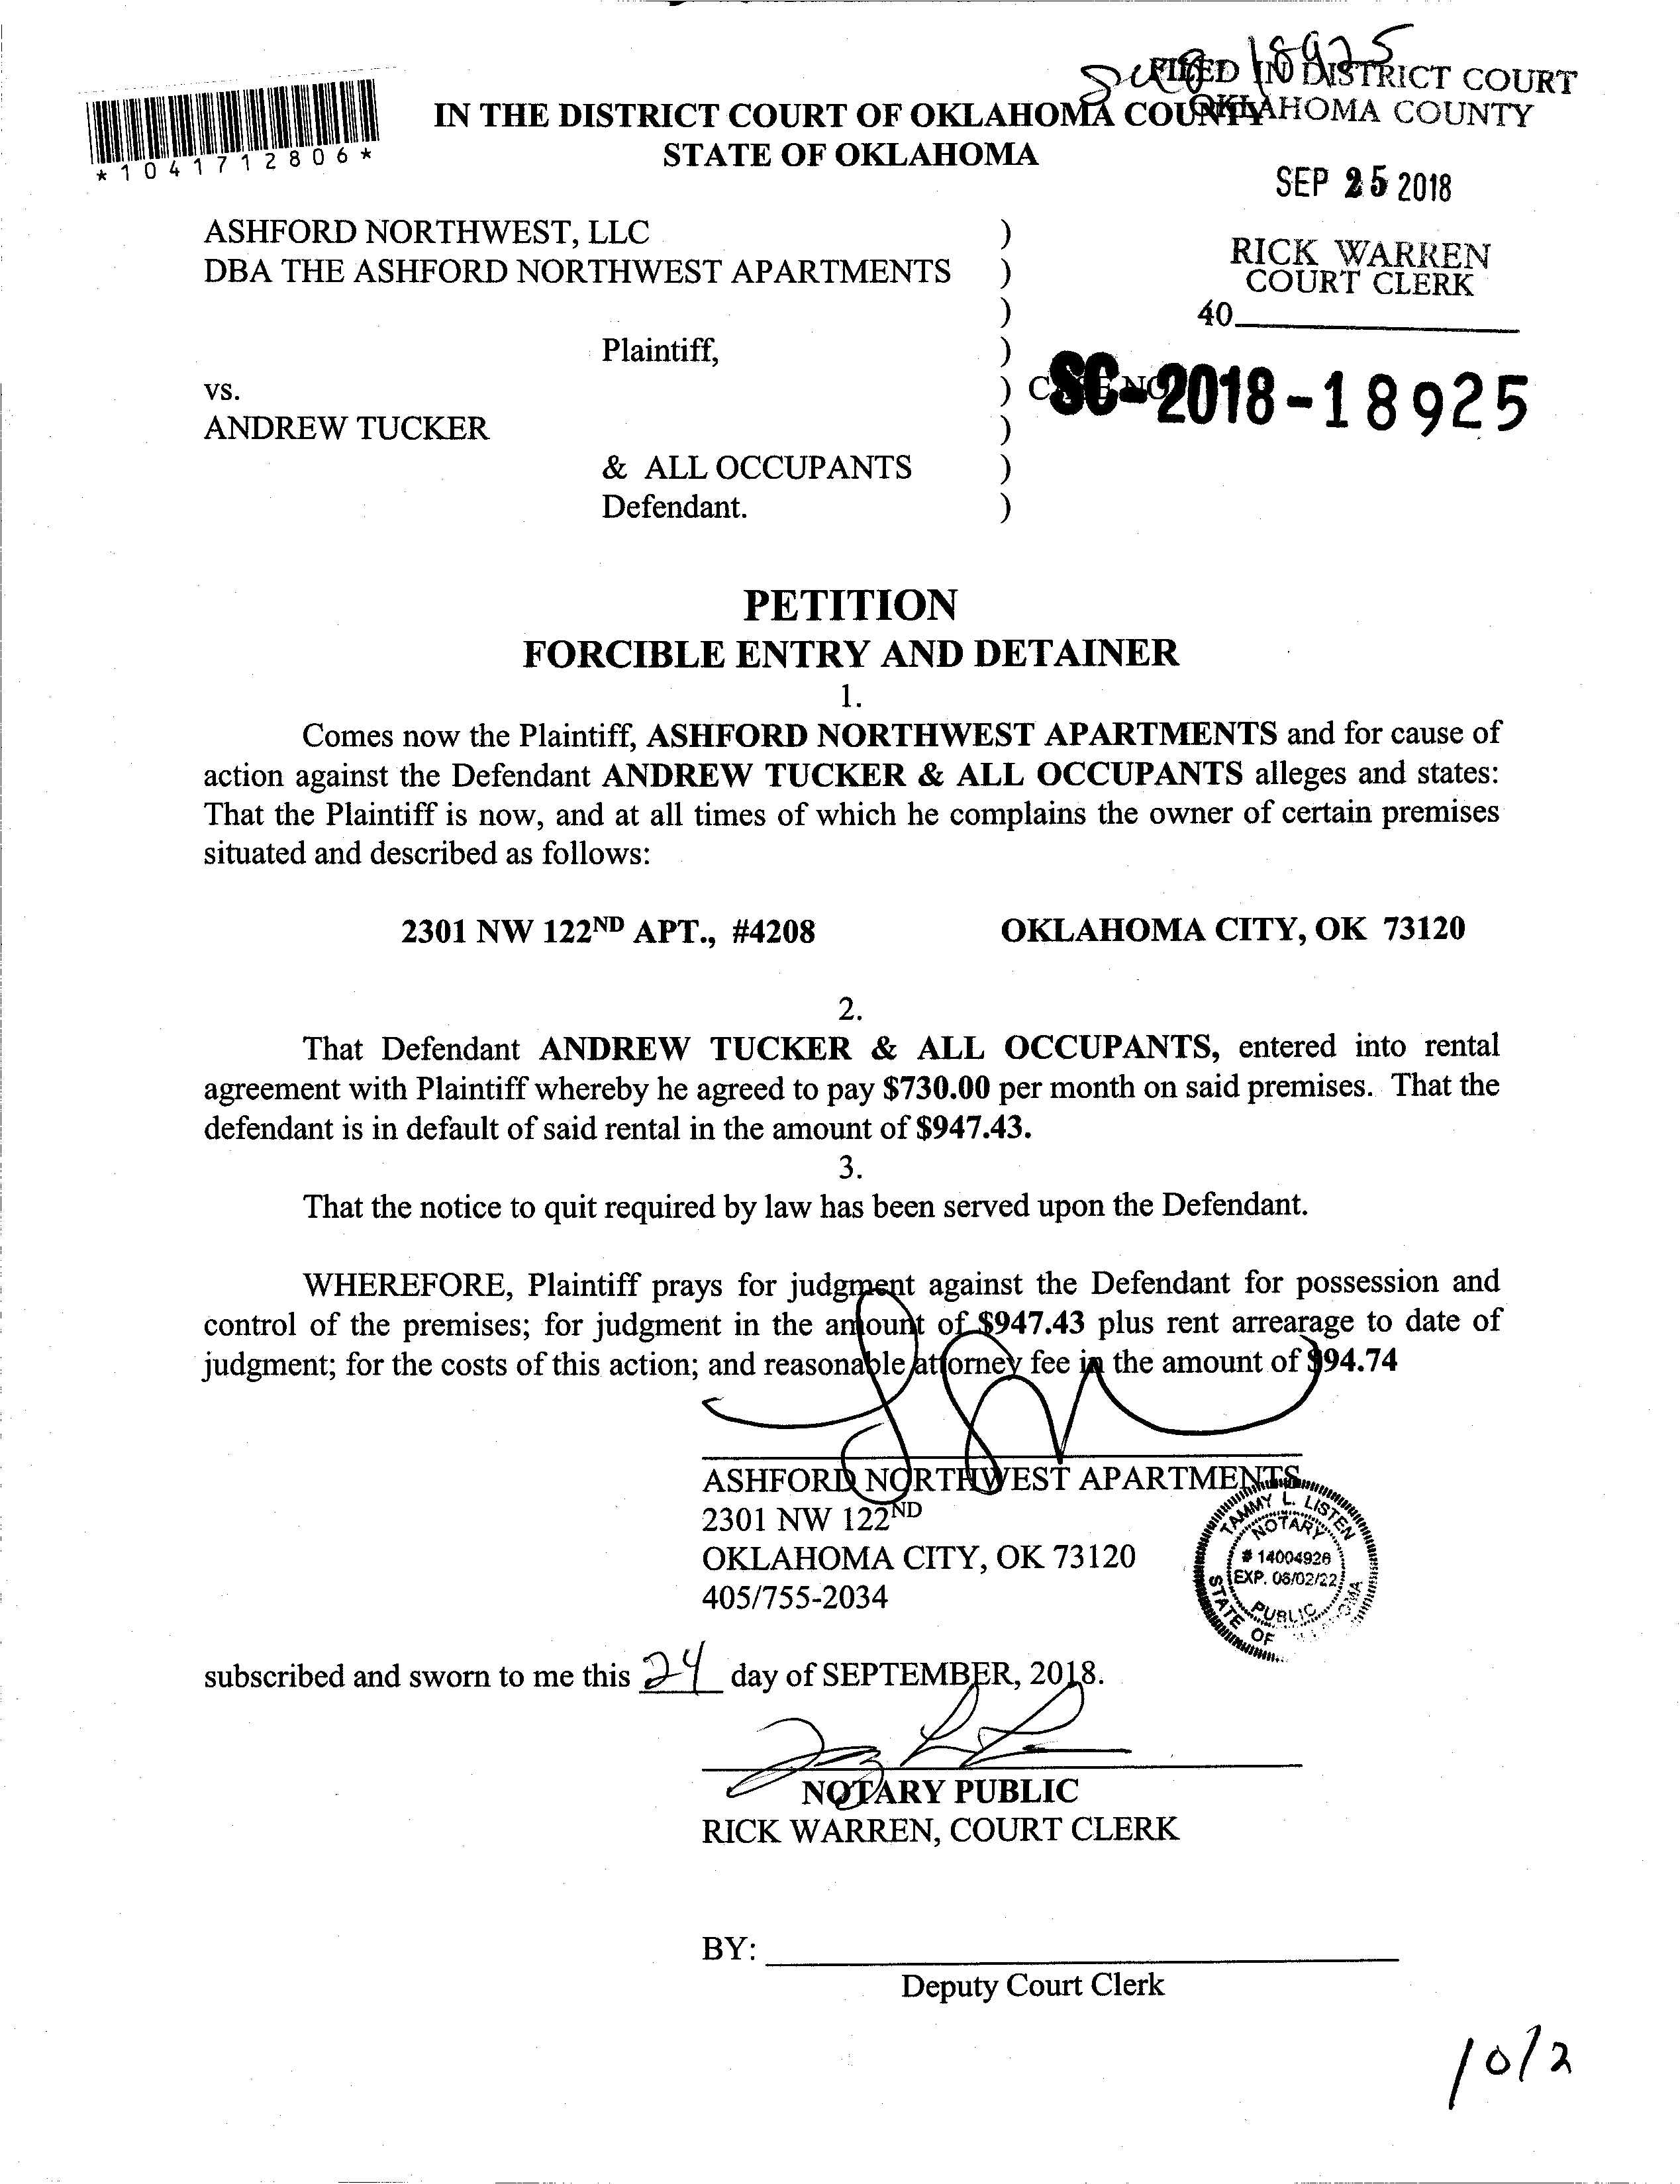 18925
FILED IN DISTRICT COURT
OKLAHOMA COUNTY
IN THE DISTRICT COURT OF OKLAHOMA COUNTY
STATE OF OKLAHOMA
*1041712806*
SEP 25 2018
RICK WARREN
COURT CLERK
40
ASHFORD NORTHWEST, LLC )
DBA THE ASHFORD NORTHWEST APARTMENTS )
)
Plaintiff, )
vs. ) CASE NO
SC-2018-18925
ANDREW TUCKER )
& ALL OCCUPANTS )
Defendant. )
PETITION
FORCIBLE ENTRY AND DETAINER
1.
Comes now the Plaintiff, ASHFORD NORTHWEST APARTMENTS and for cause of
action against the Defendant ANDREW TUCKER & ALL OCCUPANTS alleges and states:
That the Plaintiff is now, and at all times of which he complains the owner of certain premises
situated and described as follows:
2301 NW 122ND APT., #4208 OKLAHOMA CITY, OK 73120
2.
That Defendant ANDREW TUCKER & ALL OCCUPANTS, entered into rental
agreement with Plaintiff whereby he agreed to pay $730.00 per month on said premises. That the
defendant is in default of said rental in the amount of $947.43.
3.
That the notice to quit required by law has been served upon the Defendant.
WHEREFORE, Plaintiff prays for judgment against the Defendant for possession and
control of the premises; for judgment in the amount of $947.43 plus rent arrearage to date of
judgment; for the costs of this action; and reasonable attorney fee in the amount of $94.74
ASHFORD NORTHWEST APARTMENTS
2301 NW 122ND
OKLAHOMA CITY, OK 73120
405/755-2034
TAMMY L. LISTEN
NOTARY
# 14004926
EXP. 06/02/22
PUBLIC
STATE OF OKLAHOMA
subscribed and sworn to me this 24 day of SEPTEMBER, 2018.
NOTARY PUBLIC
RICK WARREN, COURT CLERK
BY:
Deputy Court Clerk
10/2